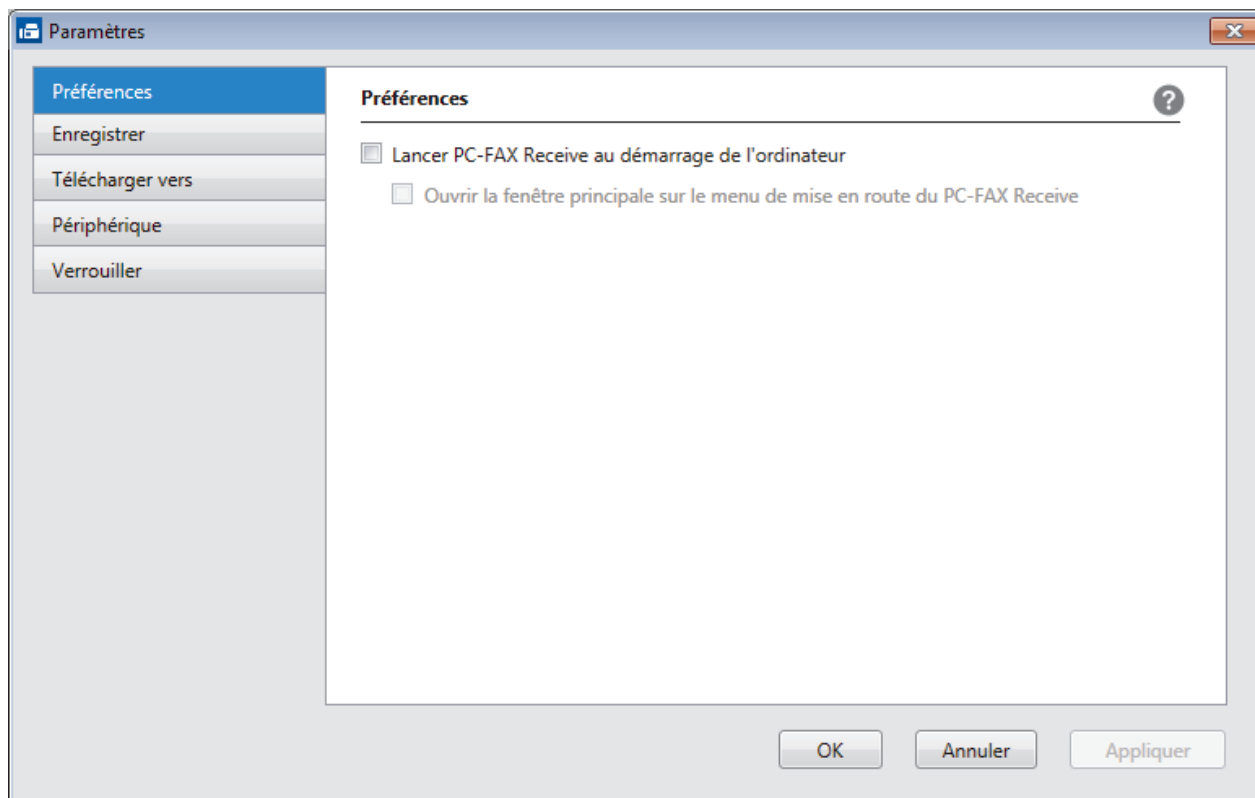 Paramètres
Préférences
Enregistrer
Télécharger vers
Périphérique
Verrouiller
Préférences
?
Lancer PC-FAX Receive au démarrage de l'ordinateur
Ouvrir la fenêtre principale sur le menu de mise en route du PC-FAX Receive
OK
Annuler
Appliquer